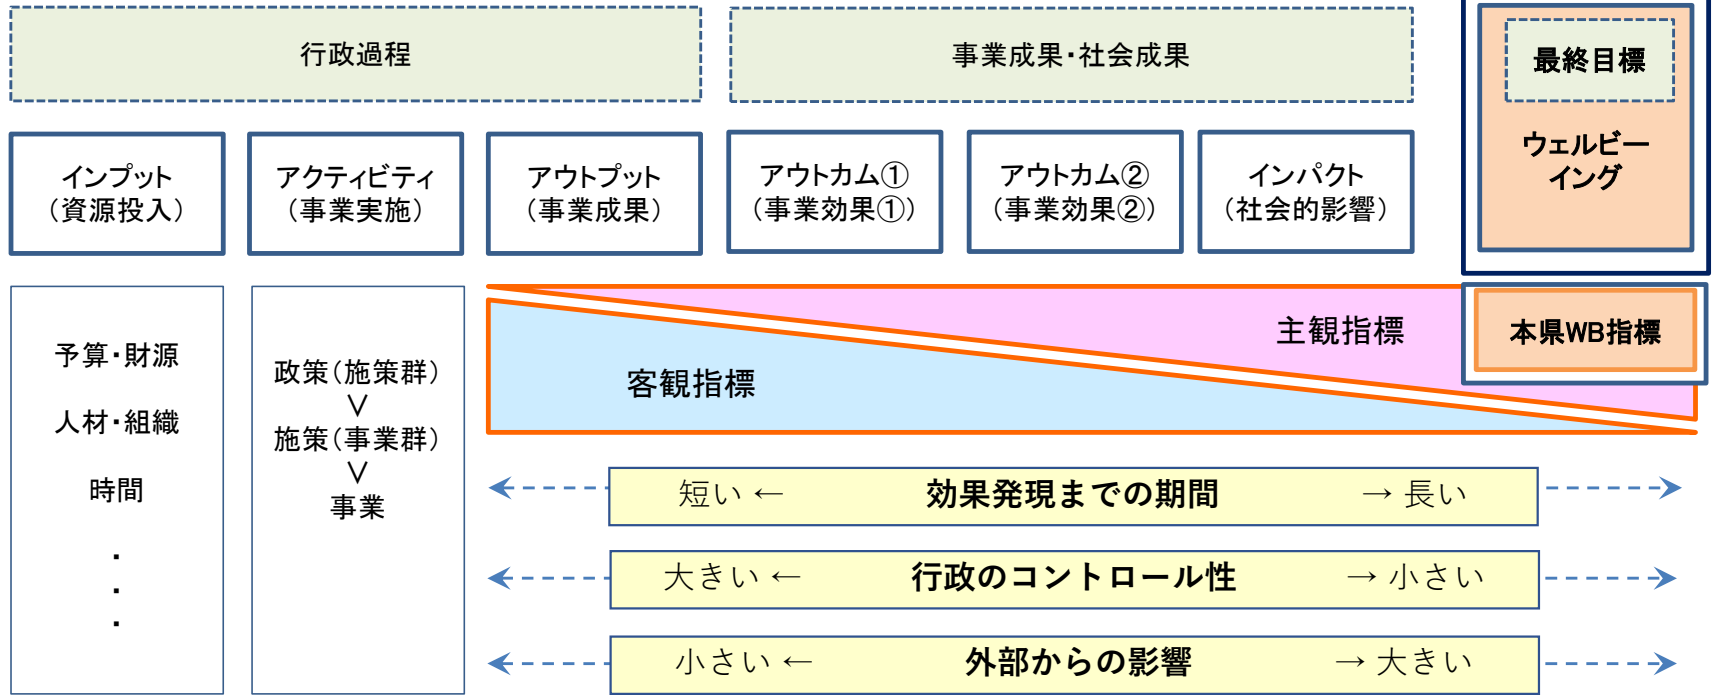 行政過程
事業成果・社会成果
最終目標
ウェルビー
イング
インプット
（資源投入）
アクティビティ
（事業実施）
アウトプット
（事業成果）
アウトカム①
（事業効果①）
アウトカム②
（事業効果②）
インパクト
（社会的影響）
予算・財源
人材・組織
時間
・
・
・
政策（施策群）
∨
施策（事業群）
∨
事業
主観指標
客観指標
本県WB指標
短い ← 効果発現までの期間 → 長い
大きい ← 行政のコントロール性 → 小さい
小さい ← 外部からの影響 → 大きい